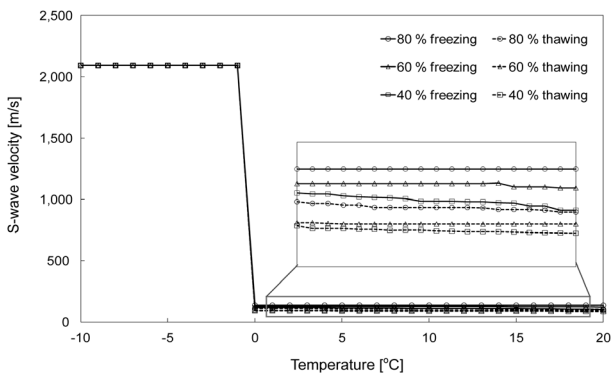 2,500
2,000
1,500
1,000
500
0
S-wave velocity [m/s]
80 % freezing 80 % thawing
60 % freezing 60 % thawing
40 % freezing 40 % thawing
-10 -5 0 5 10 15 20
Temperature [°C]